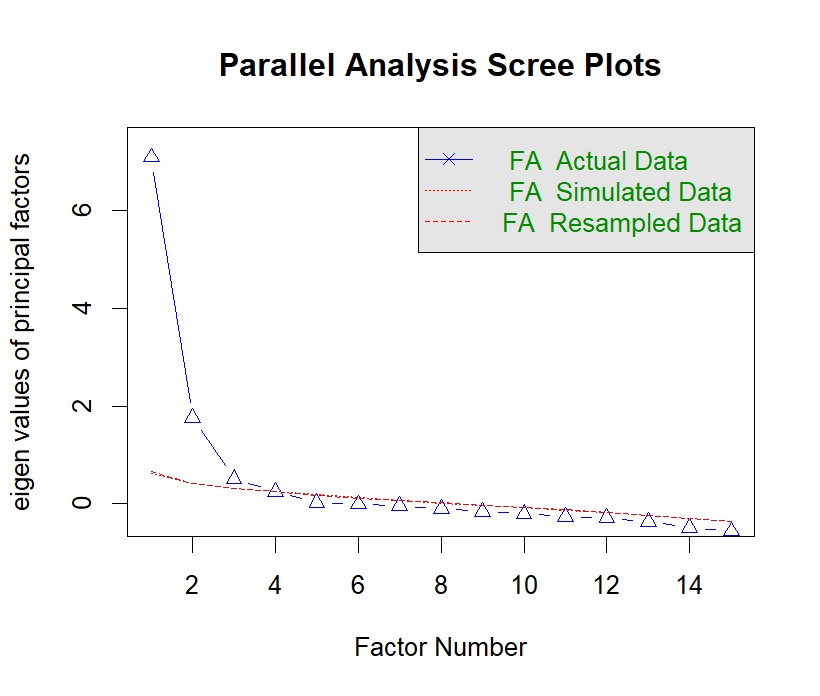 Parallel Analysis Scree Plots
eigen values of principal factors
6
4
2
0
FA Actual Data
FA Simulated Data
FA Resampled Data
2 4 6 8 10 12 14
Factor Number